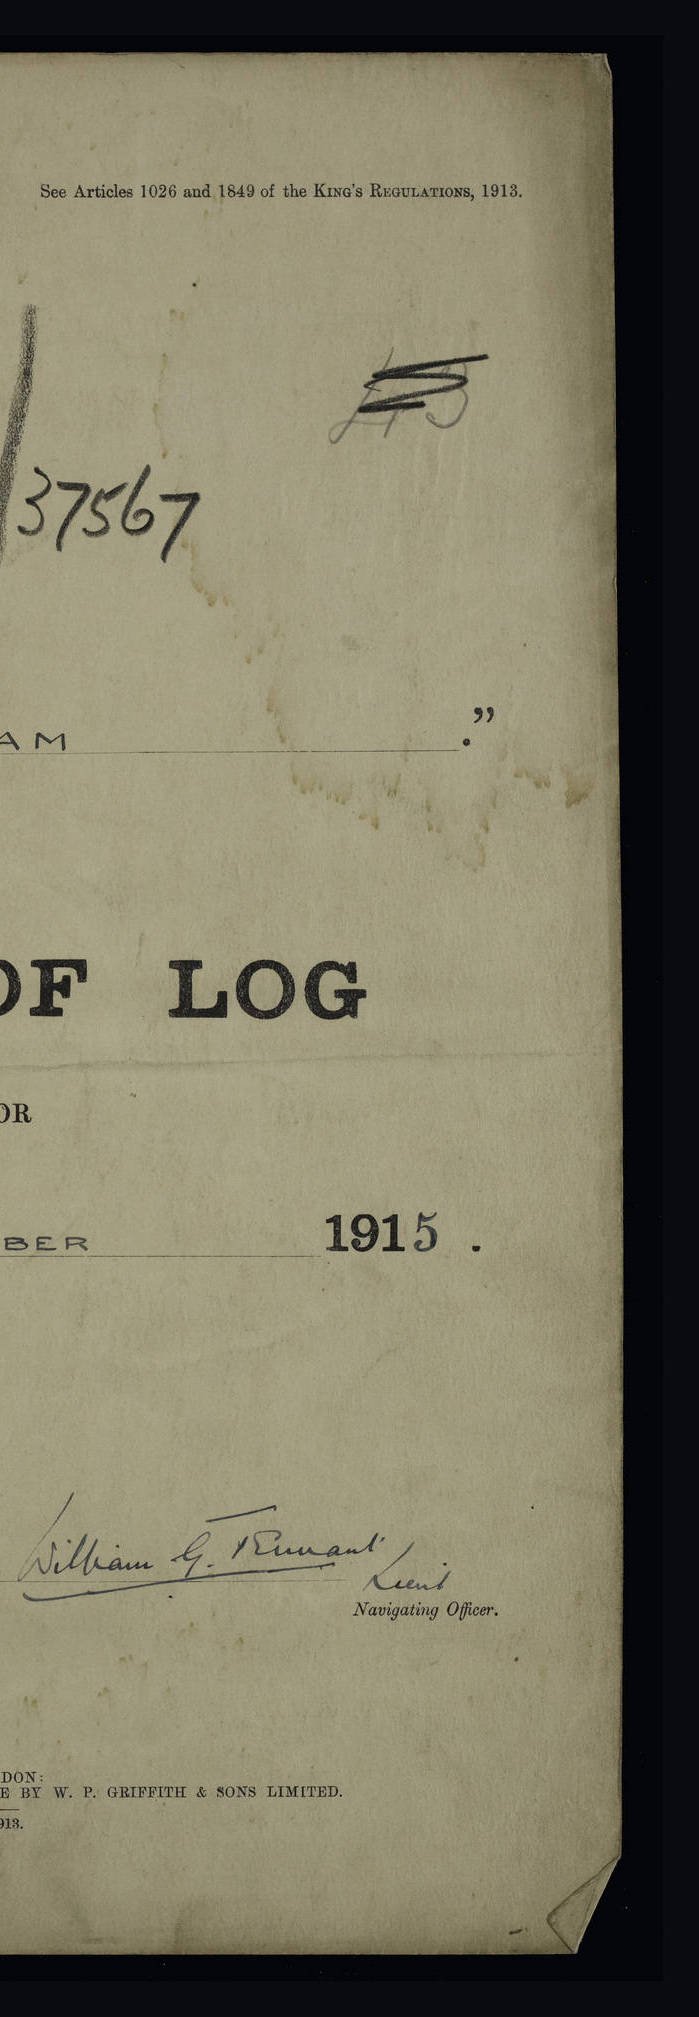 See Articles 1026 and 1849 of the King's Regulations, 1913.
37567
AM ."
OF LOG
OR
BER 1915 .
William G. Tennant
Lieut
Navigating Officer.
DON:
E BY W. P. GRIFFITH & SONS LIMITED.
913.